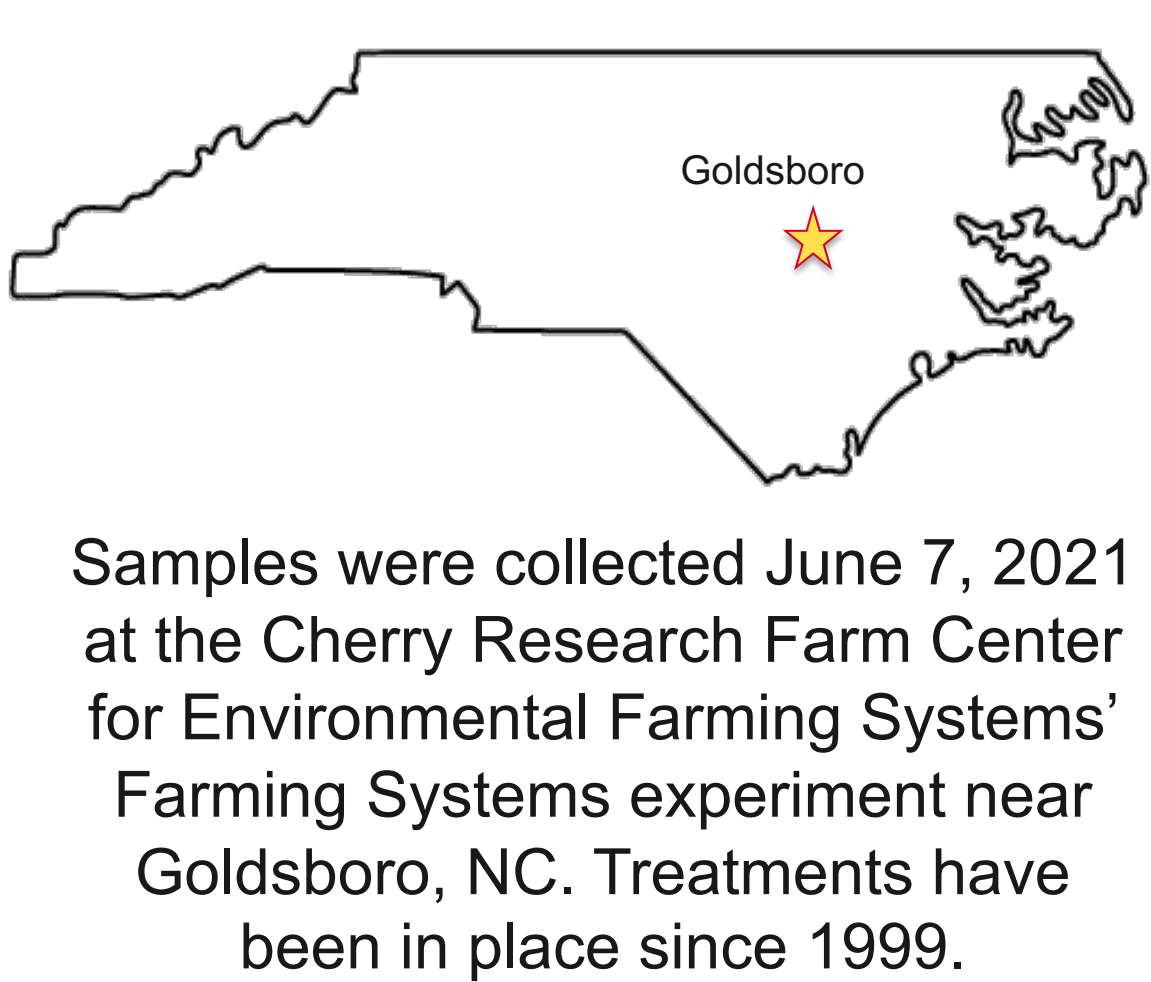 Goldsboro
Samples were collected June 7, 2021
at the Cherry Research Farm Center
for Environmental Farming Systems’
Farming Systems experiment near
Goldsboro, NC. Treatments have
been in place since 1999.